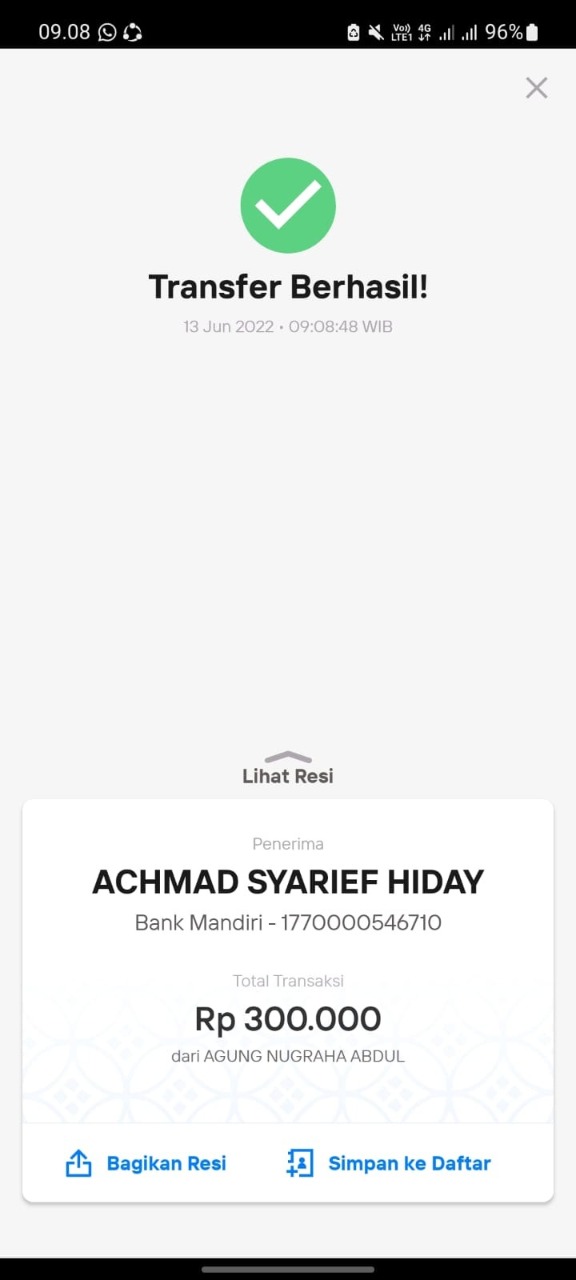 09.08
Vo)) 4G 96%
LTE1
Transfer Berhasil!
13 Jun 2022 • 09:08:48 WIB
Lihat Resi
Penerima
ACHMAD SYARIEF HIDAY
Bank Mandiri - 1770000546710
Total Transaksi
Rp 300.000
dari AGUNG NUGRAHA ABDUL
Bagikan Resi
Simpan ke Daftar